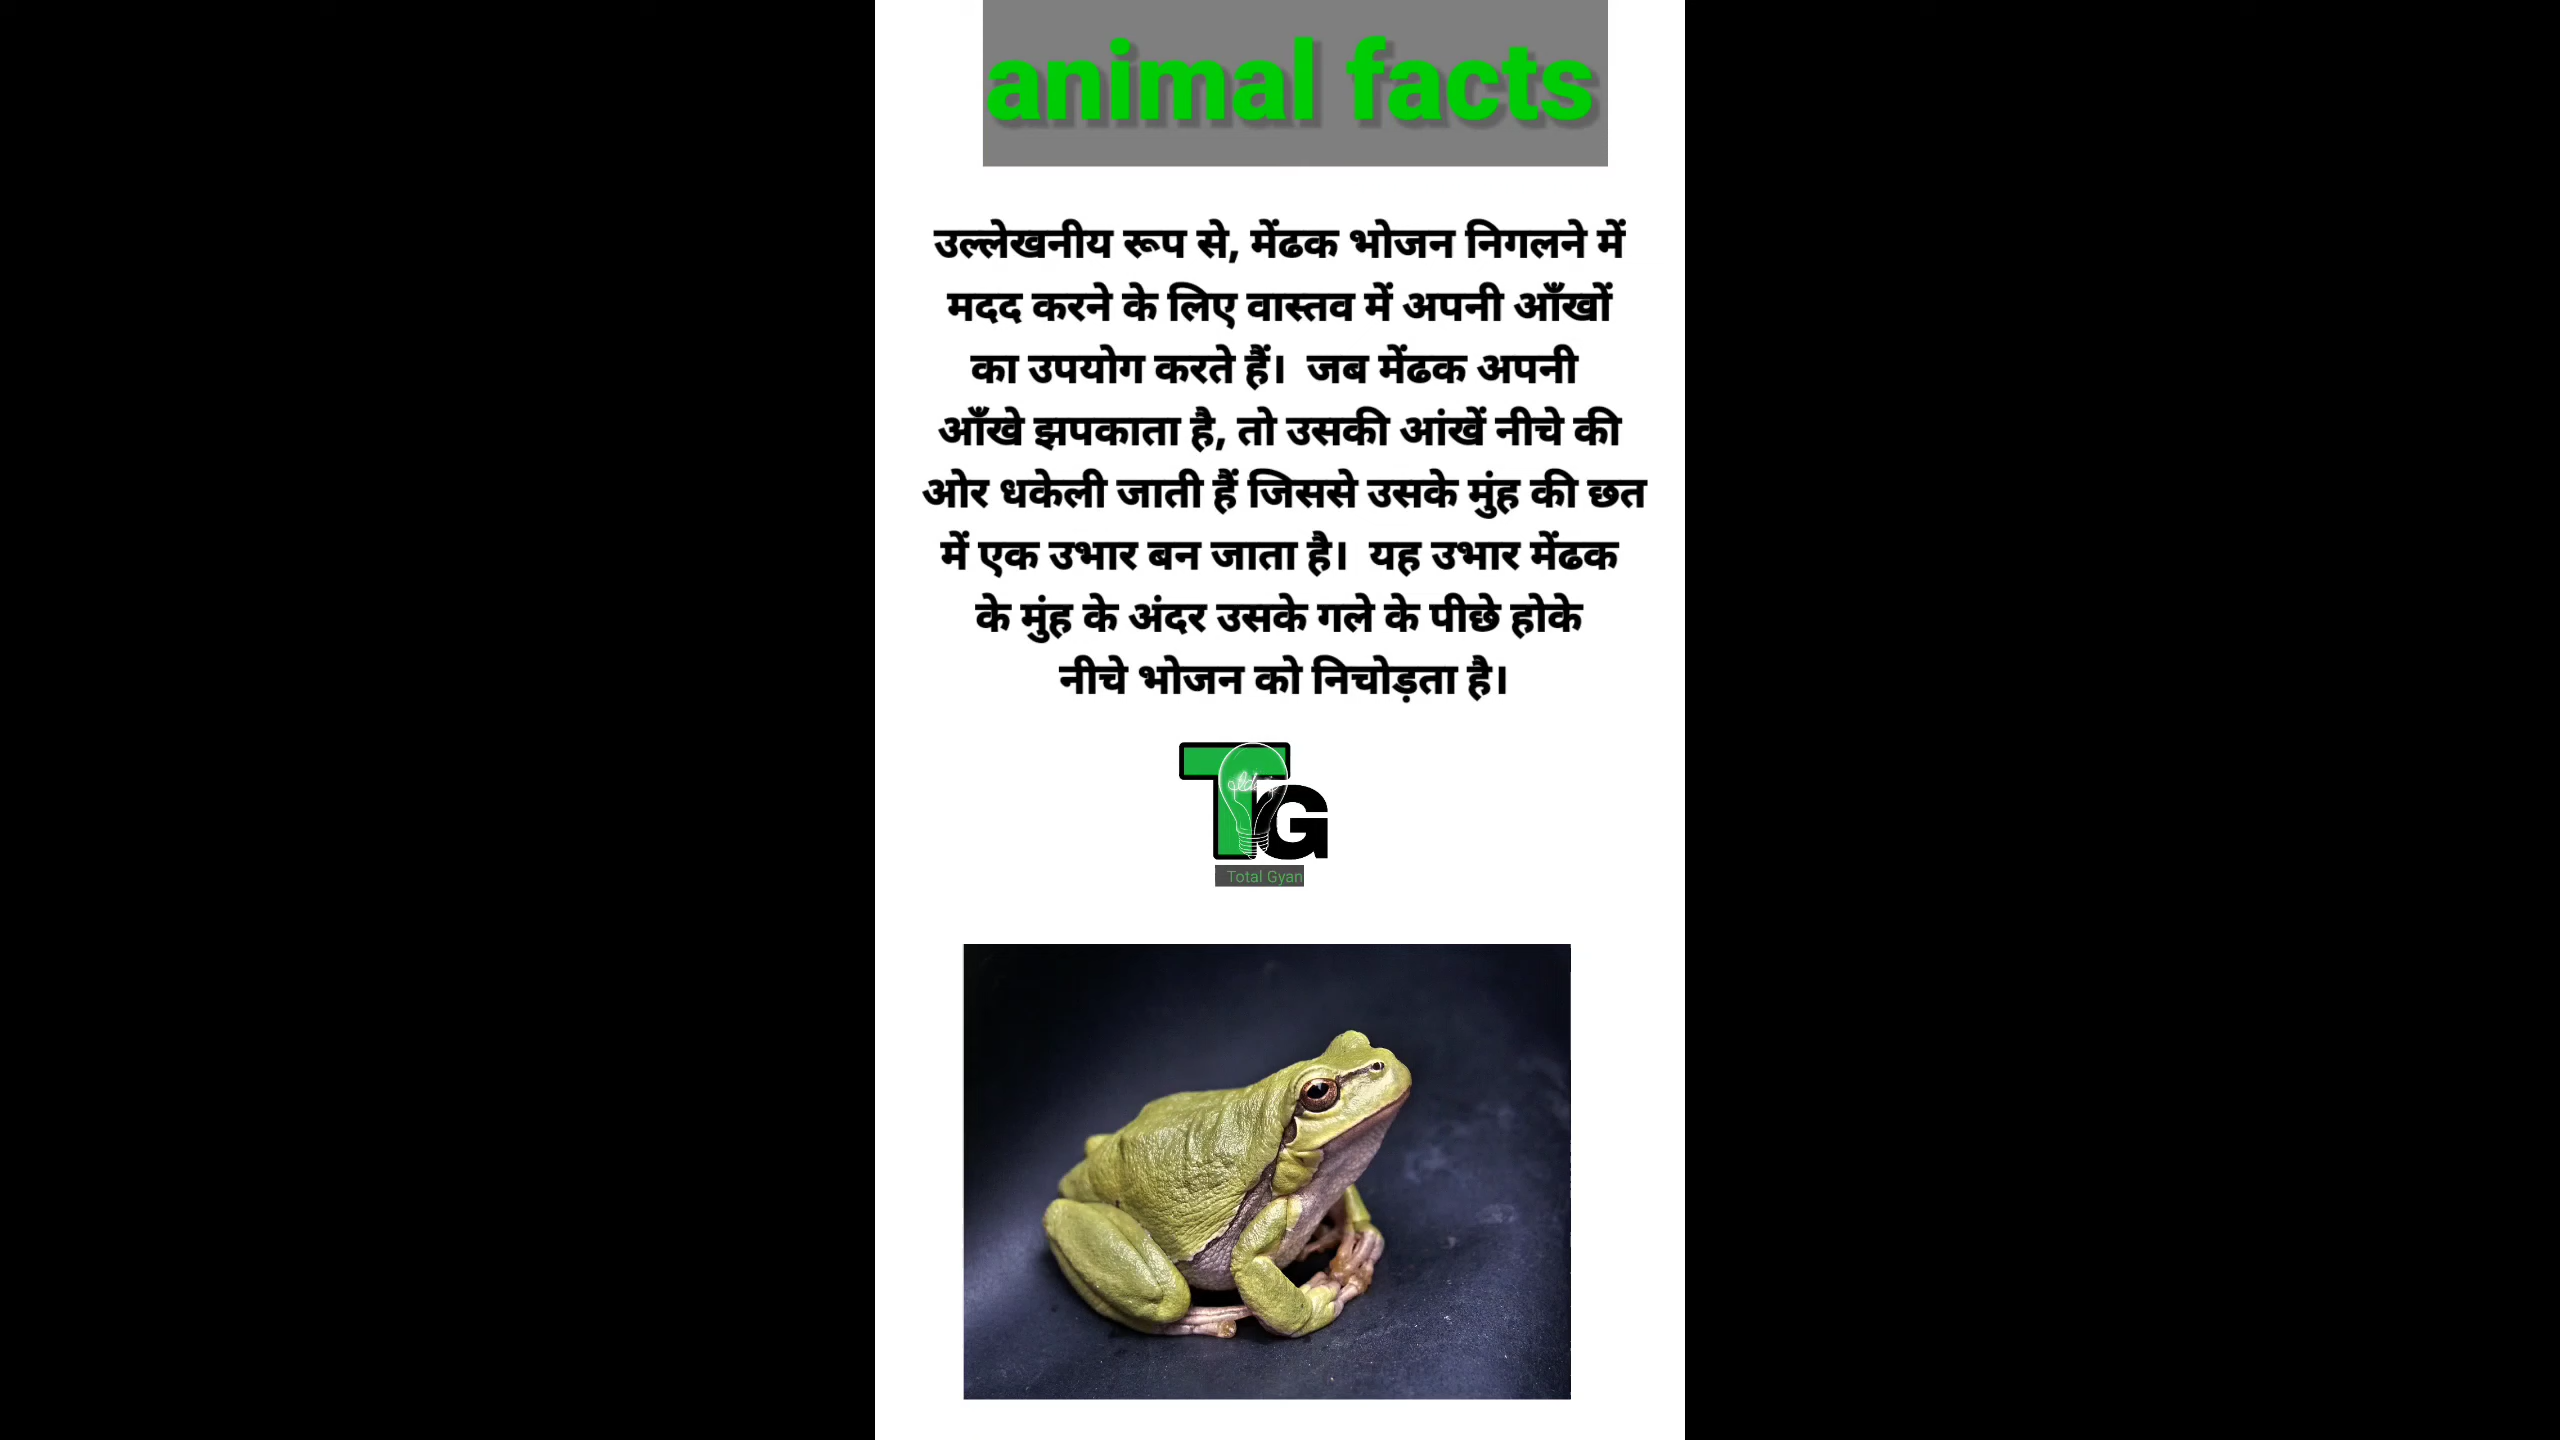 animal facts
उल्लेखनीय रूप से, मेंढक भोजन निगलने में
मदद करने के लिए वास्तव में अपनी आँखों
का उपयोग करते हैं। जब मेंढक अपनी
आँखे झपकाता है, तो उसकी आंखें नीचे की
ओर धकेली जाती हैं जिससे उसके मुंह की छत
में एक उभार बन जाता है। यह उभार मेंढक
के मुंह के अंदर उसके गले के पीछे होके
नीचे भोजन को निचोड़ता है।
TG
Total Gyan